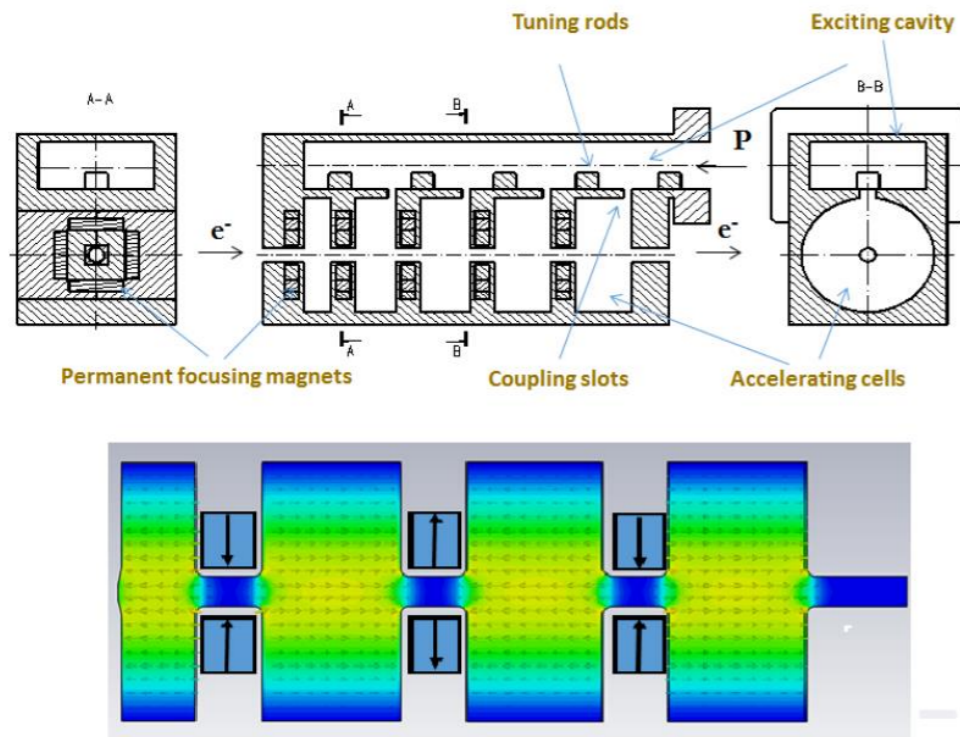 Tuning rods
Exciting cavity
A-A
A
B
B-B
P
e-
e-
A
B
Permanent focusing magnets
Coupling slots
Accelerating cells